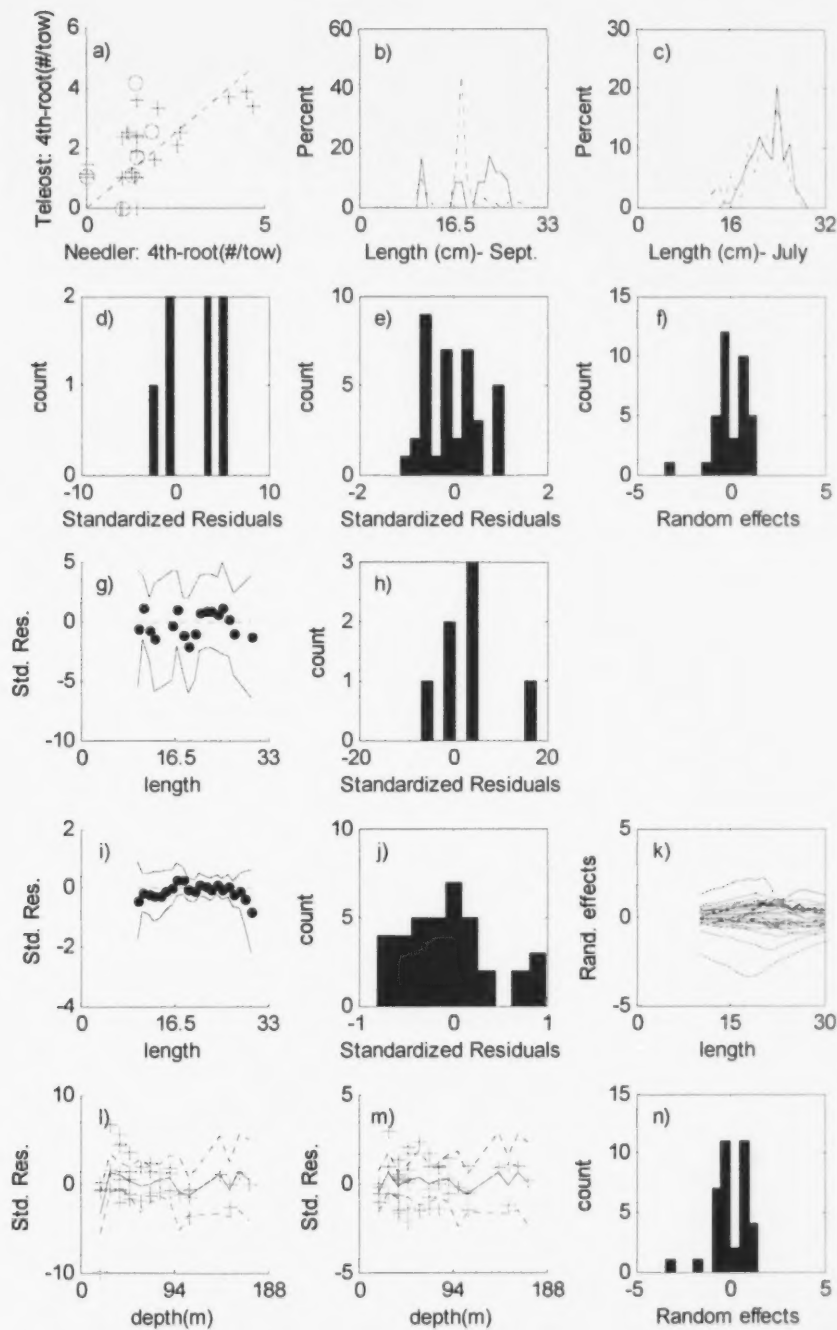 a)
6
4
2
0
Teleost: 4th-root(#/tow)
0
5
Needler: 4th-root(#/tow)
b)
60
40
20
0
Percent
0
16.5
33
Length (cm)- Sept.
c)
30
20
10
0
Percent
0
16
32
Length (cm)- July
d)
2
1
0
count
-10
0
10
Standardized Residuals
e)
10
5
0
count
-2
0
2
Standardized Residuals
f)
15
10
5
0
count
-5
0
5
Random effects
g)
5
0
-5
-10
Std. Res.
0
16.5
33
length
h)
3
2
1
0
count
-20
0
20
Standardized Residuals
i)
2
0
-2
-4
Std. Res.
0
16.5
33
length
j)
10
5
0
count
-1
0
1
Standardized Residuals
k)
5
0
-5
Rand. effects
0
15
30
length
l)
10
0
-10
Std. Res.
0
94
188
depth(m)
m)
5
0
-5
Std. Res.
0
94
188
depth(m)
n)
15
10
5
0
count
-5
0
5
Random effects